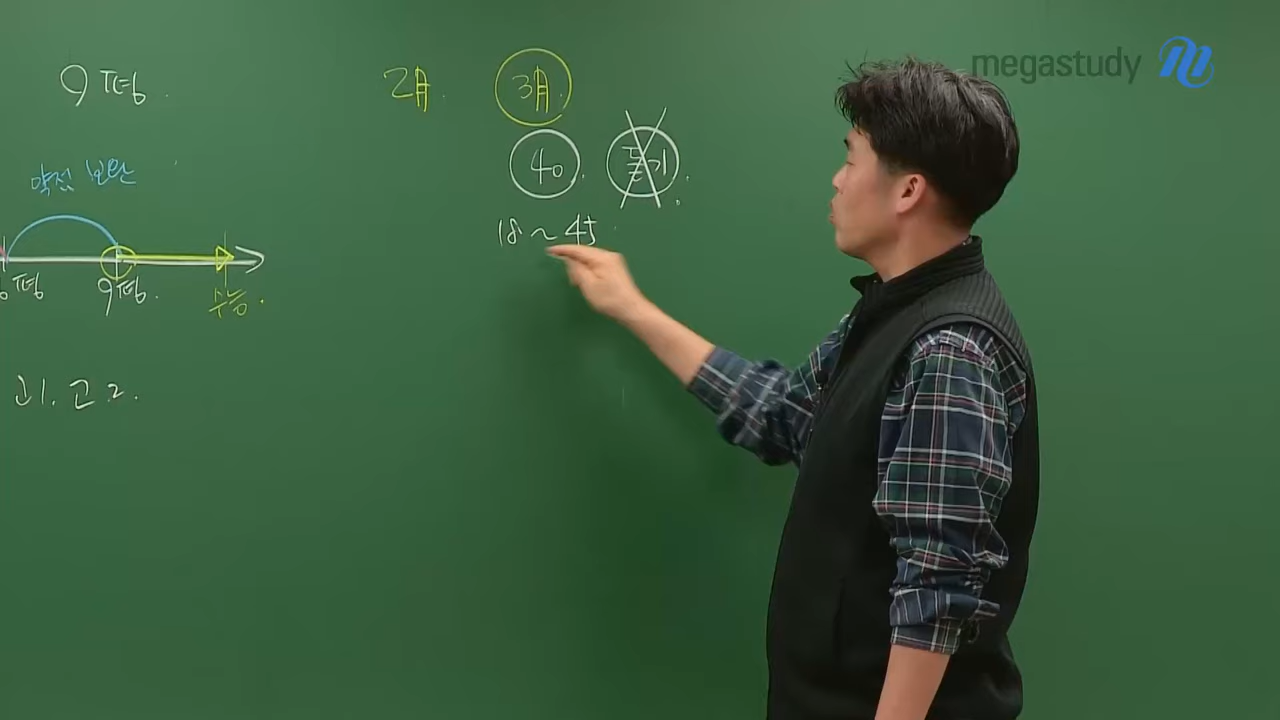 megastudy
9 평.
2月. 3月.
40. 듣기.
약점 보완
18 ~ 45.
6 평 9 평. 수능.
고1. 고2.